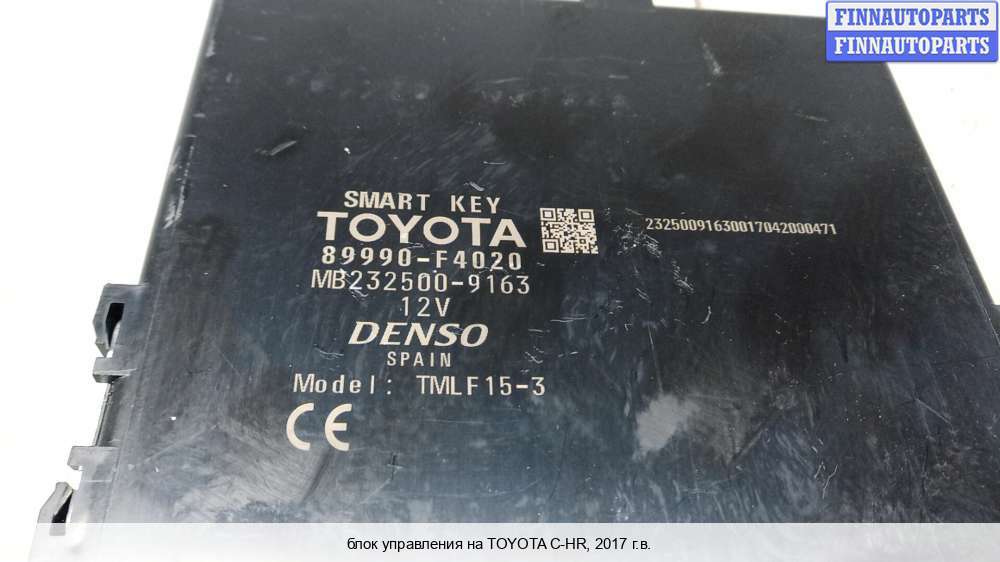 FINNAUTOPARTS
FINNAUTOPARTS
SMART KEY
TOYOTA
89990-F4020
MB232500-9163
12V
DENSO
SPAIN
Model: TMLF15-3
CE
23250091630017042000471
блок управления на TOYOTA C-HR, 2017 г.в.